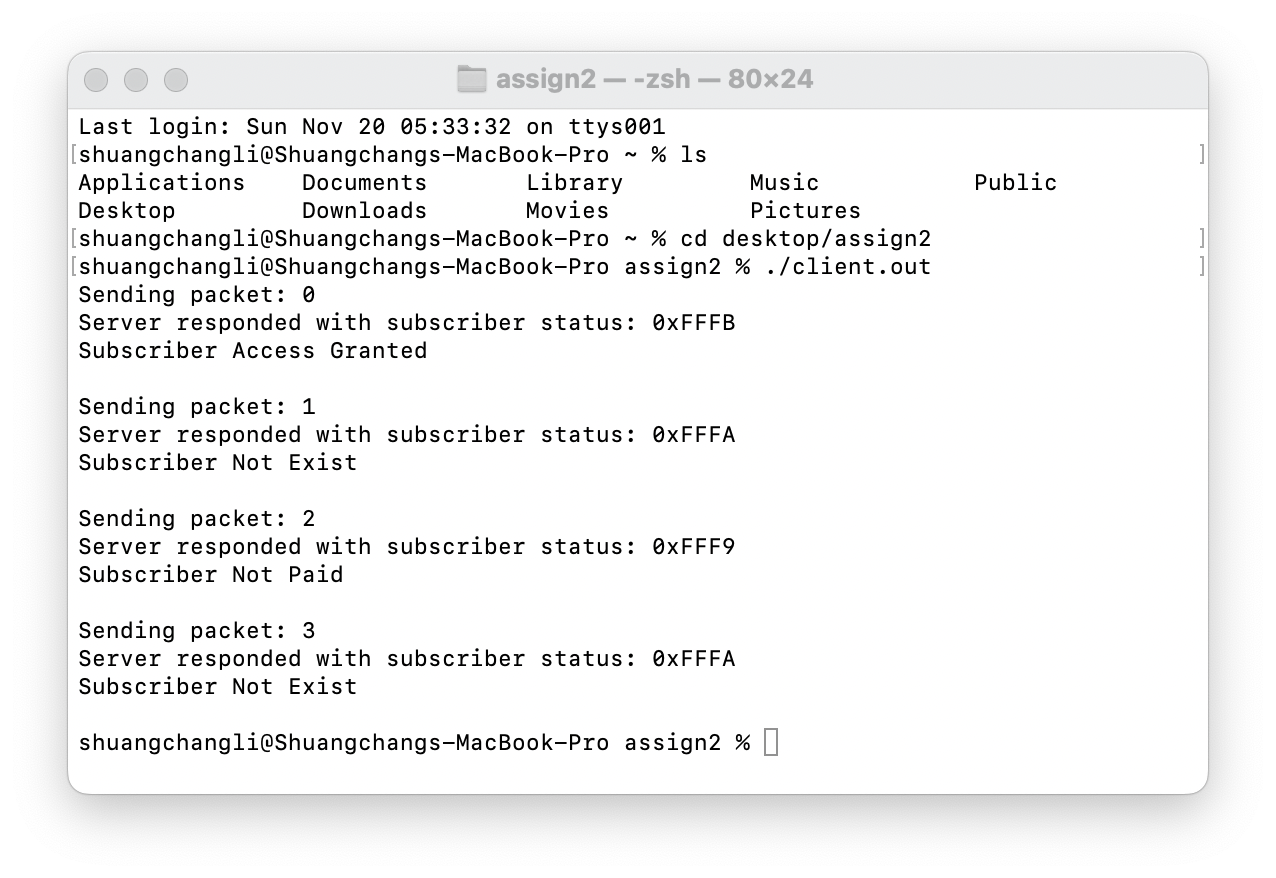 assign2 — -zsh — 80×24
Last login: Sun Nov 20 05:33:32 on ttys001
[shuangchangli@Shuangchangs-MacBook-Pro ~ % ls ]
Applications Documents Library Music Public
Desktop Downloads Movies Pictures
[shuangchangli@Shuangchangs-MacBook-Pro ~ % cd desktop/assign2 ]
[shuangchangli@Shuangchangs-MacBook-Pro assign2 % ./client.out ]
Sending packet: 0
Server responded with subscriber status: 0xFFFB
Subscriber Access Granted
Sending packet: 1
Server responded with subscriber status: 0xFFFA
Subscriber Not Exist
Sending packet: 2
Server responded with subscriber status: 0xFFF9
Subscriber Not Paid
Sending packet: 3
Server responded with subscriber status: 0xFFFA
Subscriber Not Exist
shuangchangli@Shuangchangs-MacBook-Pro assign2 %